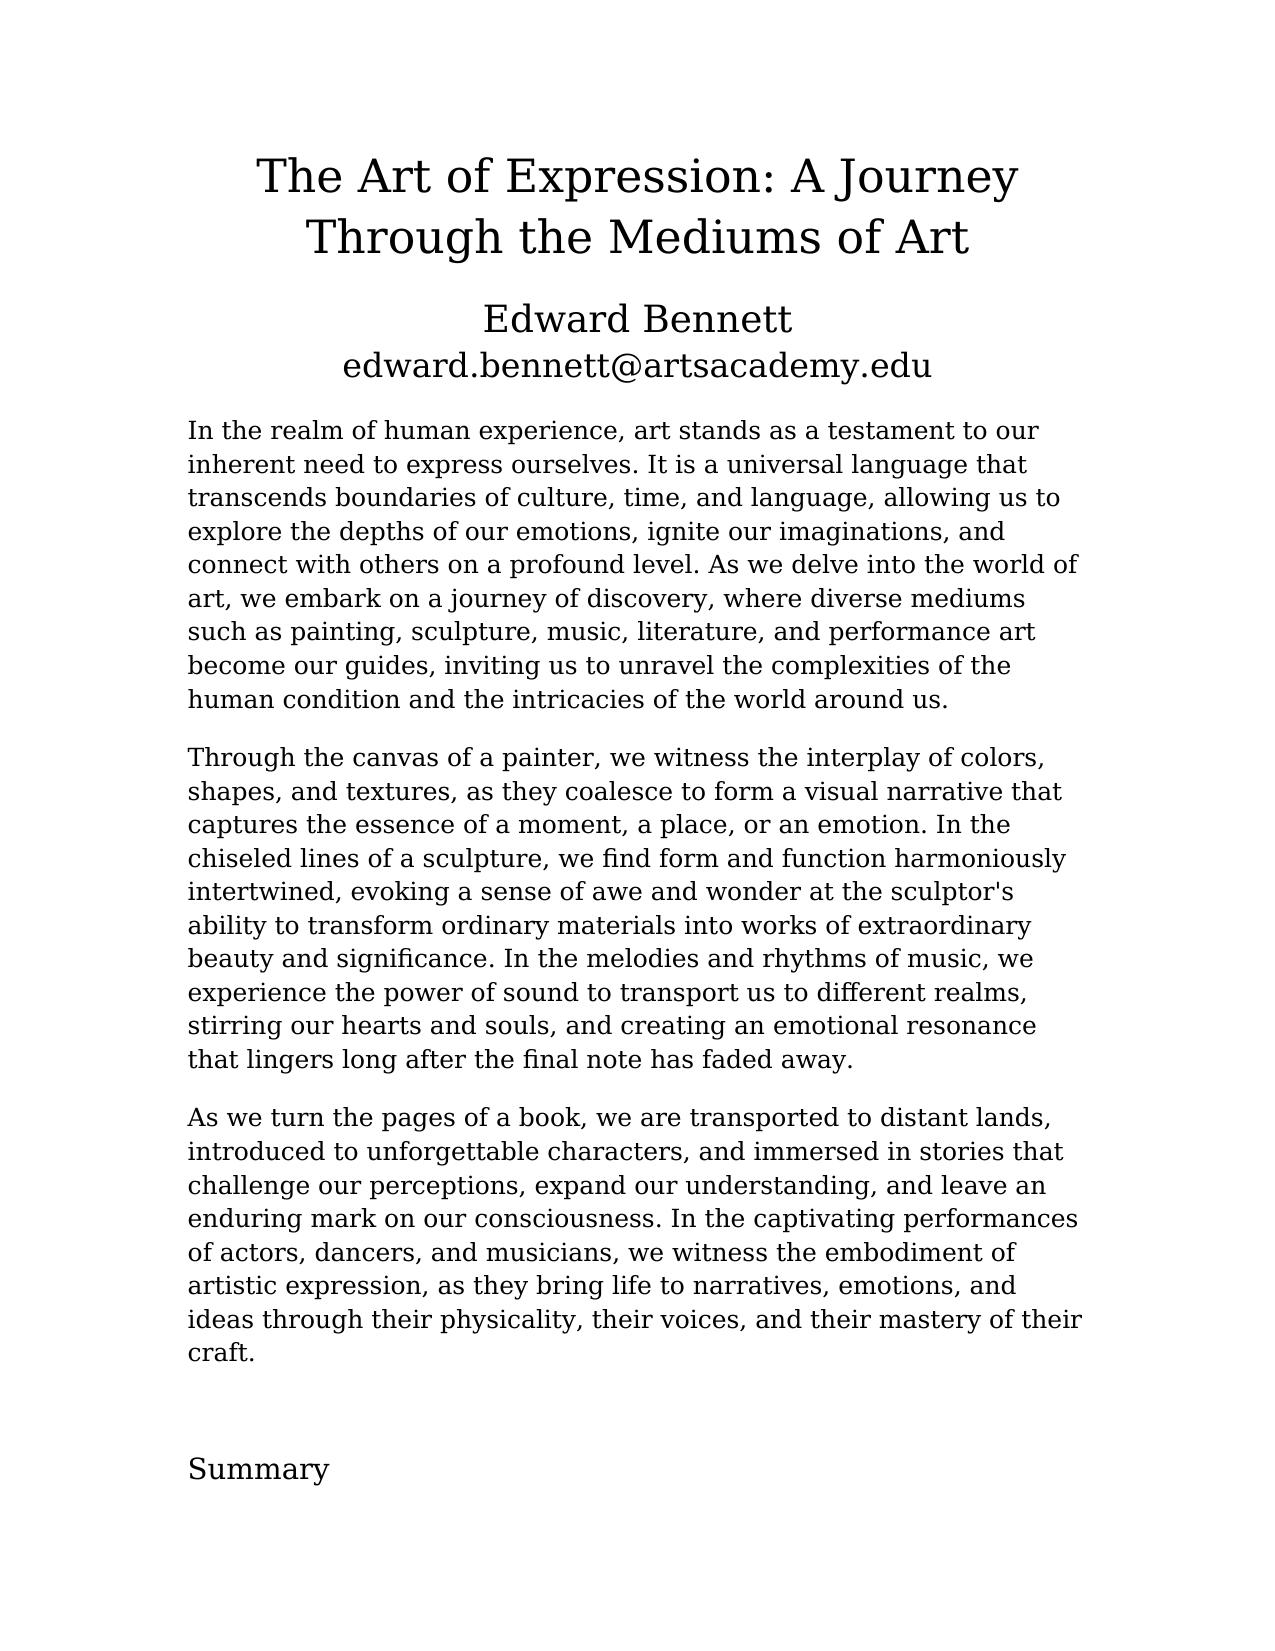 The Art of Expression: A Journey
Through the Mediums of Art
Edward Bennett
edward.bennett@artsacademy.edu
In the realm of human experience, art stands as a testament to our
inherent need to express ourselves. It is a universal language that
transcends boundaries of culture, time, and language, allowing us to
explore the depths of our emotions, ignite our imaginations, and
connect with others on a profound level. As we delve into the world of
art, we embark on a journey of discovery, where diverse mediums
such as painting, sculpture, music, literature, and performance art
become our guides, inviting us to unravel the complexities of the
human condition and the intricacies of the world around us.
Through the canvas of a painter, we witness the interplay of colors,
shapes, and textures, as they coalesce to form a visual narrative that
captures the essence of a moment, a place, or an emotion. In the
chiseled lines of a sculpture, we find form and function harmoniously
intertwined, evoking a sense of awe and wonder at the sculptor's
ability to transform ordinary materials into works of extraordinary
beauty and significance. In the melodies and rhythms of music, we
experience the power of sound to transport us to different realms,
stirring our hearts and souls, and creating an emotional resonance
that lingers long after the final note has faded away.
As we turn the pages of a book, we are transported to distant lands,
introduced to unforgettable characters, and immersed in stories that
challenge our perceptions, expand our understanding, and leave an
enduring mark on our consciousness. In the captivating performances
of actors, dancers, and musicians, we witness the embodiment of
artistic expression, as they bring life to narratives, emotions, and
ideas through their physicality, their voices, and their mastery of their
craft.
Summary